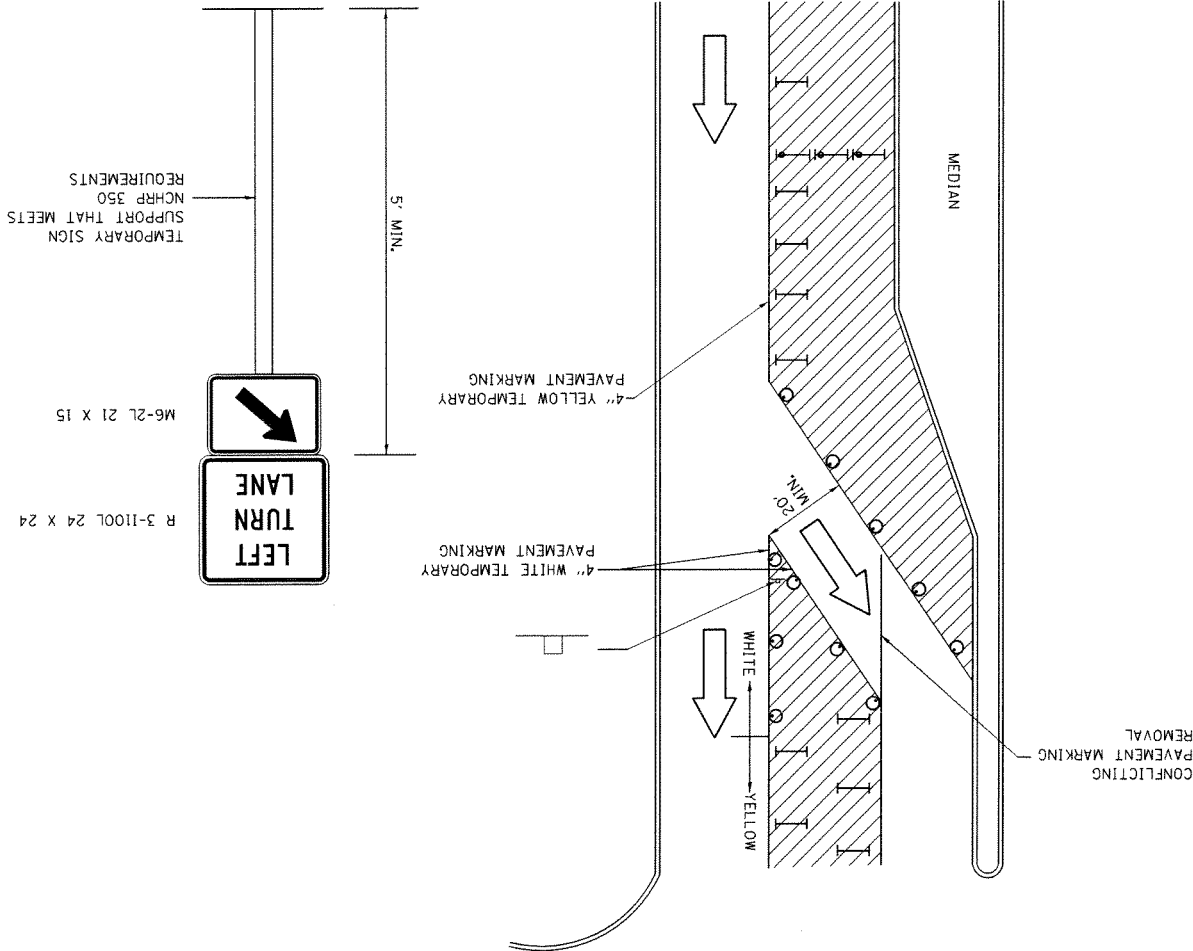 CONFLICTING
PAVEMENT MARKING
REMOVAL
YELLOW
WHITE
4" WHITE TEMPORARY
PAVEMENT MARKING
20'
MIN.
4" YELLOW TEMPORARY
PAVEMENT MARKING
MEDIAN
R 3-I100L 24 X 24
LEFT
TURN
LANE
M6-2L 21 X 15
5' MIN.
TEMPORARY SIGN
SUPPORT THAT MEETS
NCHRP 350
REQUIREMENTS